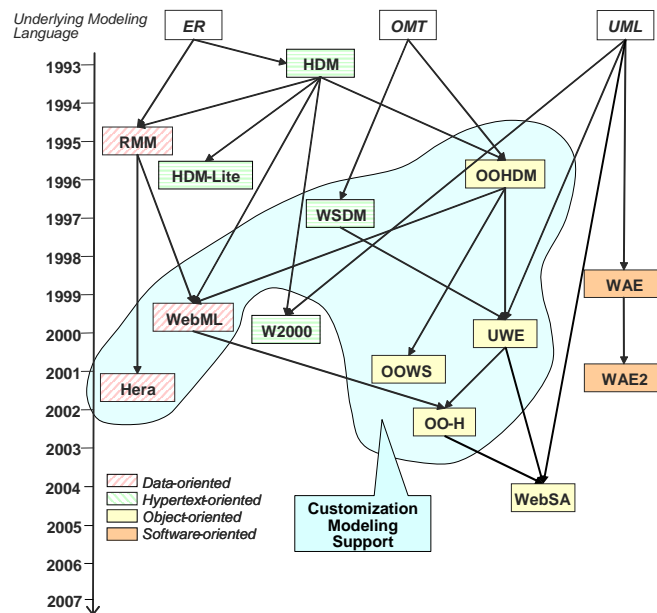 Underlying Modeling
Language
ER
OMT
UML
1993
HDM
1994
1995
RMM
HDM-Lite
OOHDM
1996
WSDM
1997
1998
WAE
1999
WebML
W2000
UWE
2000
OOWS
2001
Hera
WAE2
2002
OO-H
2003
Data-oriented
Hypertext-oriented
Object-oriented
Software-oriented
Customization
Modeling
Support
2004
WebSA
2005
2006
2007